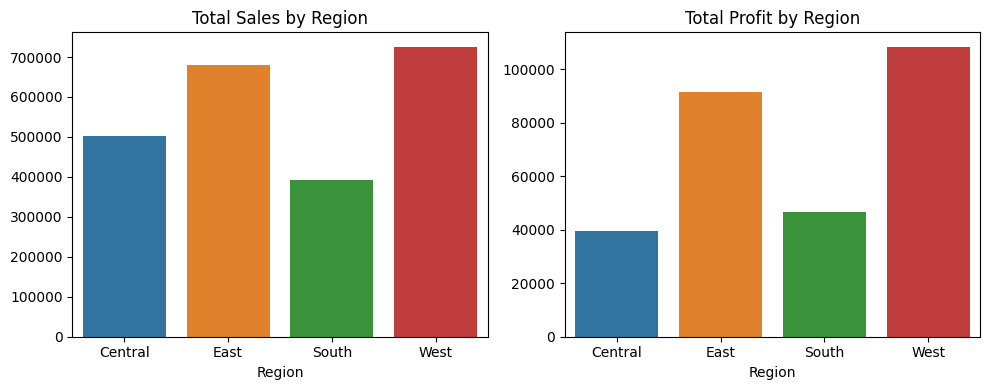 Total Sales by Region
700000
600000
500000
400000
300000
200000
100000
0
Central East South West
Region
Total Profit by Region
100000
80000
60000
40000
20000
0
Central East South West
Region